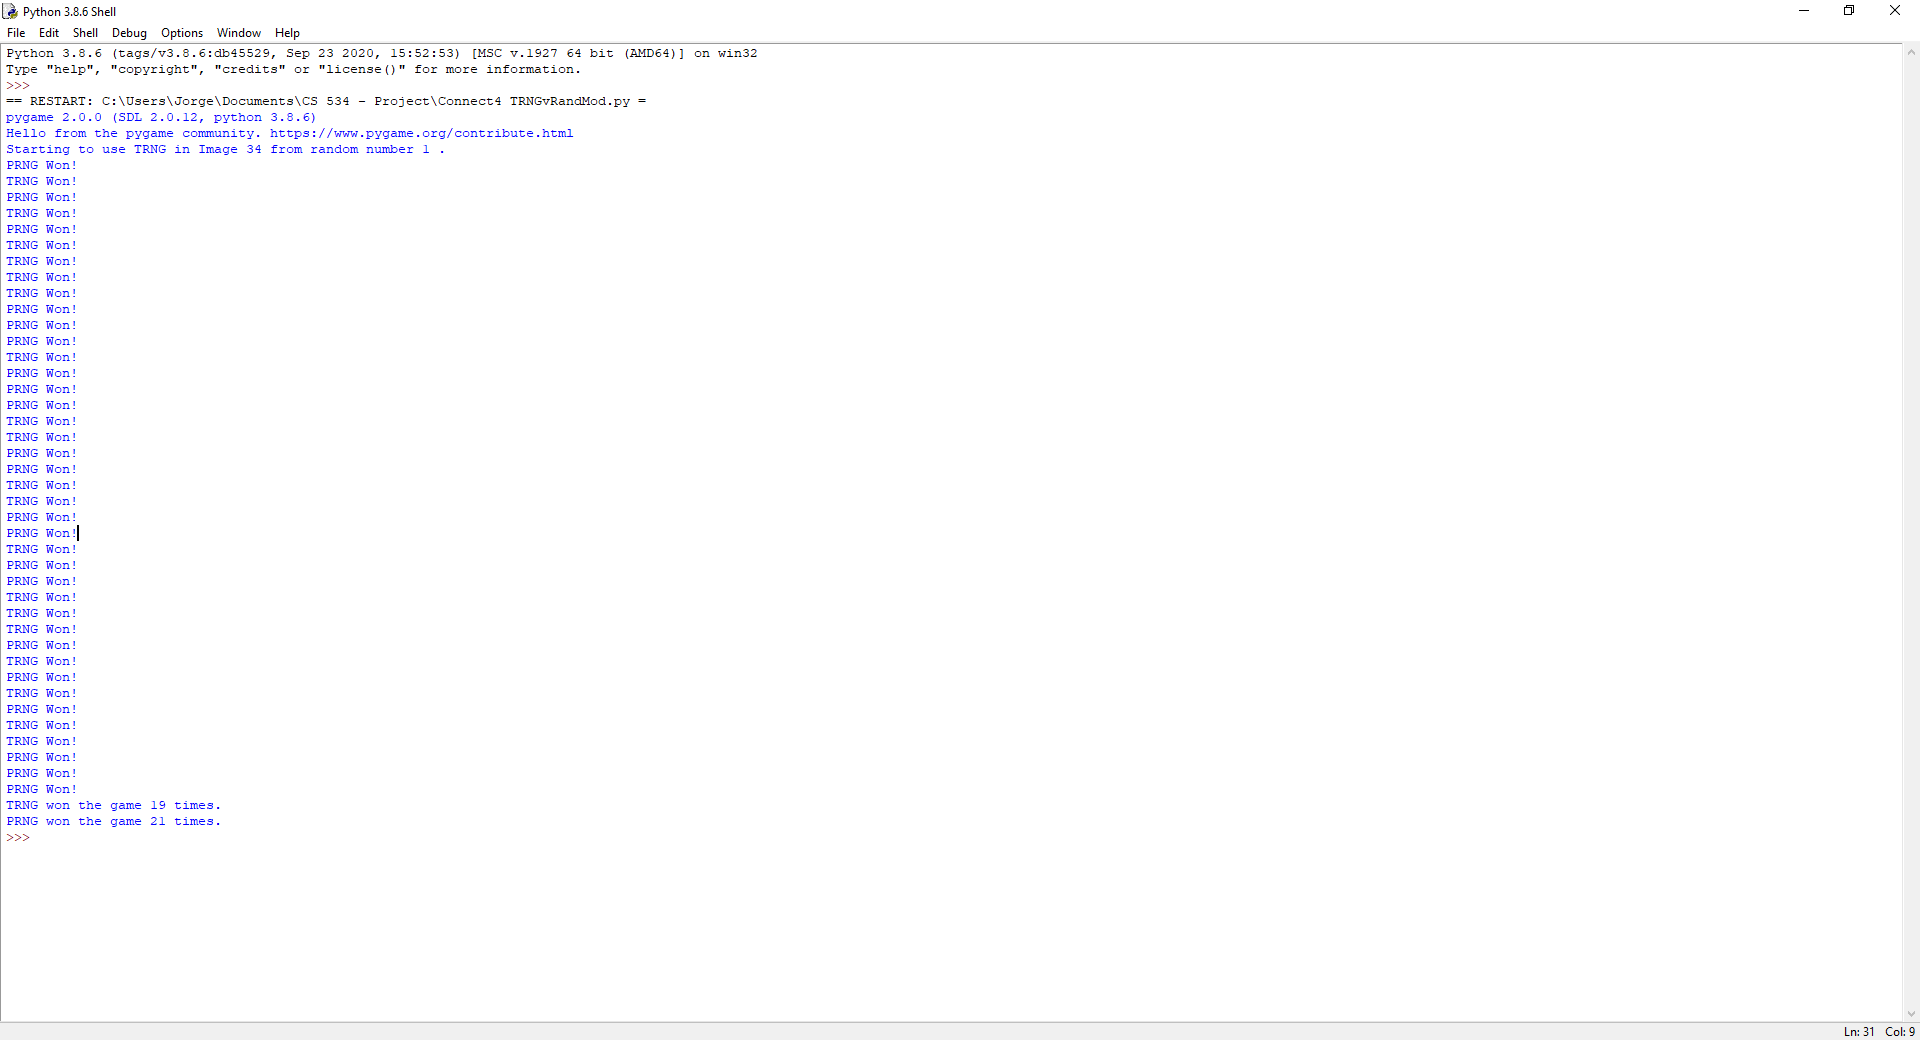 Python 3.8.6 Shell
File Edit Shell Debug Options Window Help
Python 3.8.6 (tags/v3.8.6:db45529, Sep 23 2020, 15:52:53) [MSC v.1927 64 bit (AMD64)] on win32
Type "help", "copyright", "credits" or "license()" for more information.
>>>
== RESTART: C:\Users\Jorge\Documents\CS 534 - Project\Connect4 TRNGvRandMod.py =
pygame 2.0.0 (SDL 2.0.12, python 3.8.6)
Hello from the pygame community. https://www.pygame.org/contribute.html
Starting to use TRNG in Image 34 from random number 1 .
PRNG Won!
TRNG Won!
PRNG Won!
TRNG Won!
PRNG Won!
TRNG Won!
TRNG Won!
TRNG Won!
TRNG Won!
PRNG Won!
PRNG Won!
PRNG Won!
TRNG Won!
PRNG Won!
PRNG Won!
PRNG Won!
TRNG Won!
TRNG Won!
PRNG Won!
PRNG Won!
TRNG Won!
TRNG Won!
PRNG Won!
PRNG Won!
TRNG Won!
PRNG Won!
PRNG Won!
TRNG Won!
TRNG Won!
TRNG Won!
PRNG Won!
TRNG Won!
PRNG Won!
TRNG Won!
PRNG Won!
TRNG Won!
TRNG Won!
PRNG Won!
PRNG Won!
PRNG Won!
TRNG won the game 19 times.
PRNG won the game 21 times.
>>>
Ln: 31 Col: 9